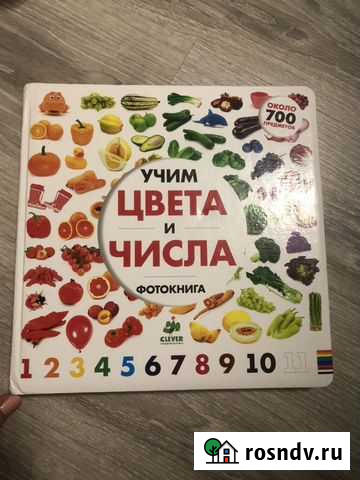 ОКОЛО
700
ПРЕДМЕТОВ
УЧИМ
ЦВЕТА
И
ЧИСЛА
ФОТОКНИГА
CLEVER
1 2 3 4 5 6 7 8 9 10 11
rosndv.ru